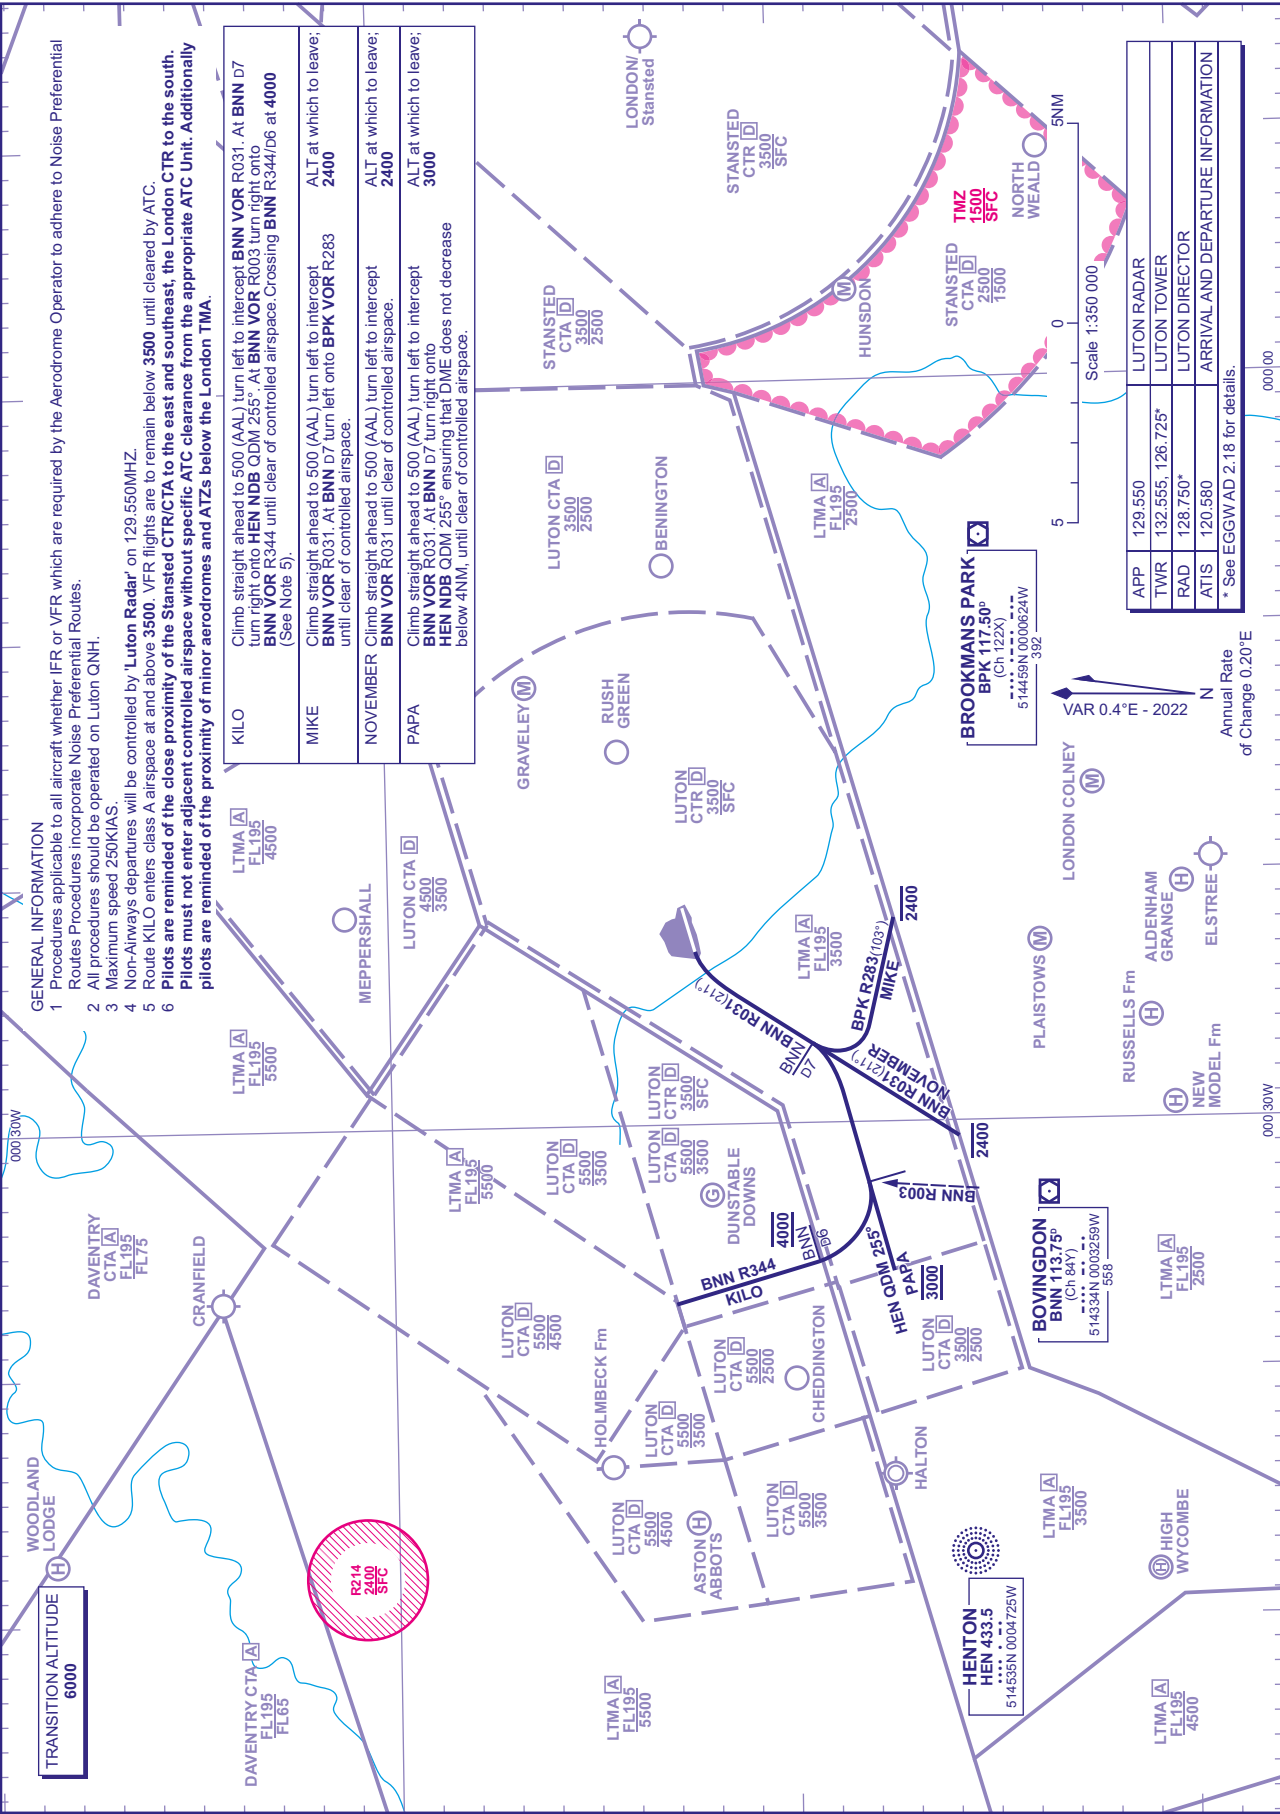 GENERAL INFORMATION
1 Procedures applicable to all aircraft whether IFR or VFR which are required by the Aerodrome Operator to adhere to Noise Preferential
Routes Procedures incorporate Noise Preferential Routes.
2 All procedures should be operated on Luton QNH.
3 Maximum speed 250KIAS.
4 Non-Airways departures will be controlled by 'Luton Radar' on 129.550MHZ.
5 Route KILO enters class A airspace at and above 3500. VFR flights are to remain below 3500 until cleared by ATC.
6 Pilots are reminded of the close proximity of the Stansted CTR/CTA to the east and southeast, the London CTR to the south.
Pilots must not enter adjacent controlled airspace without specific ATC clearance from the appropriate ATC Unit. Additionally
pilots are reminded of the proximity of minor aerodromes and ATZs below the London TMA.
KILO
Climb straight ahead to 500 (AAL) turn left to intercept BNN VOR R031. At BNN D7
turn right onto HEN NDB QDM 255°. At BNN VOR R003 turn right onto
BNN VOR R344 until clear of controlled airspace. Crossing BNN R344/D6 at 4000
(See Note 5).
MIKE
Climb straight ahead to 500 (AAL) turn left to intercept
BNN VOR R031. At BNN D7 turn left onto BPK VOR R283
until clear of controlled airspace.
ALT at which to leave;
2400
NOVEMBER
Climb straight ahead to 500 (AAL) turn left to intercept
BNN VOR R031 until clear of controlled airspace.
ALT at which to leave;
2400
PAPA
Climb straight ahead to 500 (AAL) turn left to intercept
BNN VOR R031. At BNN D7 turn right onto
HEN NDB QDM 255° ensuring that DME does not decrease
below 4NM, until clear of controlled airspace.
ALT at which to leave;
3000
TRANSITION ALTITUDE
6000
WOODLAND
LODGE
H
000 30W
DAVENTRY
CTA A
FL195
FL75
CRANFIELD
DAVENTRY CTA A
FL195
FL65
R214
2400
SFC
LTMA A
FL195
5500
LTMA A
FL195
4500
MEPPERSHALL
LUTON CTA D
4500
3500
LTMA A
FL195
5500
LUTON
CTA D
5500
3500
LUTON
CTA D
5500
4500
HOLMBECK Fm
LUTON
CTA D
5500
4500
LUTON
CTA D
5500
3500
LTMA A
FL195
5500
ASTON H
ABBOTS
LUTON
CTA D
5500
3500
LUTON
CTA D
5500
2500
CHEDDINGTON
LUTON
CTR D
3500
SFC
LUTON
CTA D
5500
3500
G
DUNSTABLE
DOWNS
GRAVELEY M
RUSH
GREEN
LUTON
CTR D
3500
SFC
LUTON CTA D
3500
2500
BENINGTON
STANSTED
CTA D
3500
2500
LONDON/
Stansted
STANSTED
CTR D
3500
SFC
HUNSDON
M
STANSTED
CTA D
2500
1500
TMZ
1500
SFC
NORTH
WEALD
LTMA A
FL195
2500
LTMA A
FL195
3500
BNN R031(211°)
BNN
D7
BPK R283(103°)
MIKE
2400
BNN R031(211°)
NOVEMBER
2400
BNN R003
HEN QDM 255°
PAPA
3000
BNN R344
KILO
4000
BNN
D6
LUTON
CTA D
3500
2500
HALTON
HENTON
HEN 433.5
514535N 0004725W
BOVINGDON
BNN 113.75D
(Ch 84Y)
514334N 0003259W
558
BROOKMANS PARK
BPK 117.50D
(Ch 122X)
514459N 0000624W
392
PLAISTOWS M
LONDON COLNEY
M
RUSSELLS Fm
H
ALDENHAM
GRANGE H
H NEW
MODEL Fm
ELSTREE
LTMA A
FL195
2500
LTMA A
FL195
3500
H HIGH
WYCOMBE
LTMA A
FL195
4500
VAR 0.4°E - 2022
N
Annual Rate
of Change 0.20°E
5 0 5NM
Scale 1:350 000
APP 129.550 LUTON RADAR
TWR 132.555, 126.725* LUTON TOWER
RAD 128.750* LUTON DIRECTOR
ATIS 120.580 ARRIVAL AND DEPARTURE INFORMATION
* See EGGW AD 2.18 for details.
000 30W
000 00